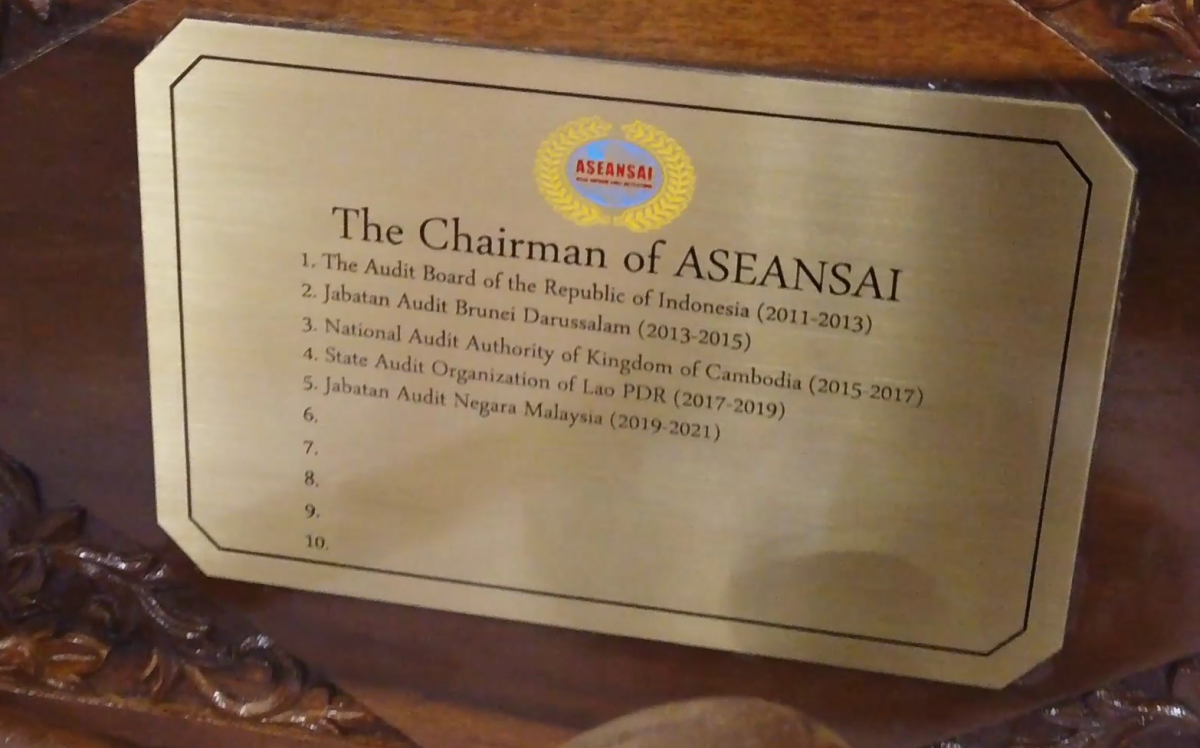 ASEANSAI
The Chairman of ASEANSAI
1. The Audit Board of the Republic of Indonesia (2011-2013)
2. Jabatan Audit Brunei Darussalam (2013-2015)
3. National Audit Authority of Kingdom of Cambodia (2015-2017)
4. State Audit Organization of Lao PDR (2017-2019)
5. Jabatan Audit Negara Malaysia (2019-2021)
6.
7.
8.
9.
10.